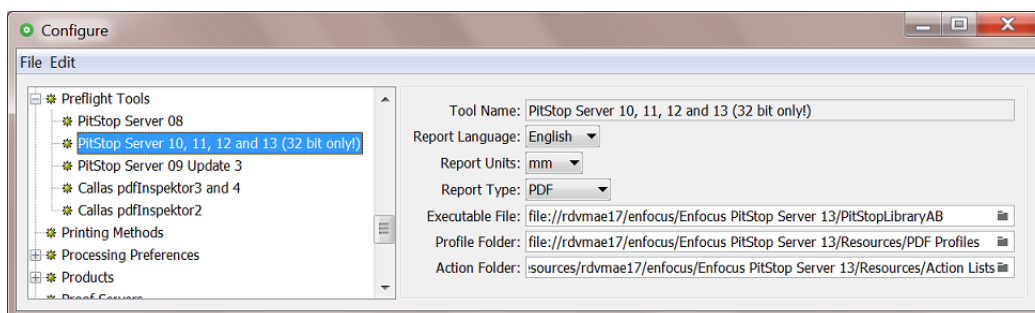 Configure
File Edit
Preflight Tools
PitStop Server 08
PitStop Server 10, 11, 12 and 13 (32 bit only!)
PitStop Server 09 Update 3
Callas pdfInspektor3 and 4
Callas pdfInspektor2
Printing Methods
Processing Preferences
Products
Proof Servers
Tool Name: PitStop Server 10, 11, 12 and 13 (32 bit only!)
Report Language: English
Report Units: mm
Report Type: PDF
Executable File: file://rdvmae17/enfocus/Enfocus PitStop Server 13/PitStopLibraryAB
Profile Folder: file://rdvmae17/enfocus/Enfocus PitStop Server 13/Resources/PDF Profiles
Action Folder: esources/rdvmae17/enfocus/Enfocus PitStop Server 13/Resources/Action Lists